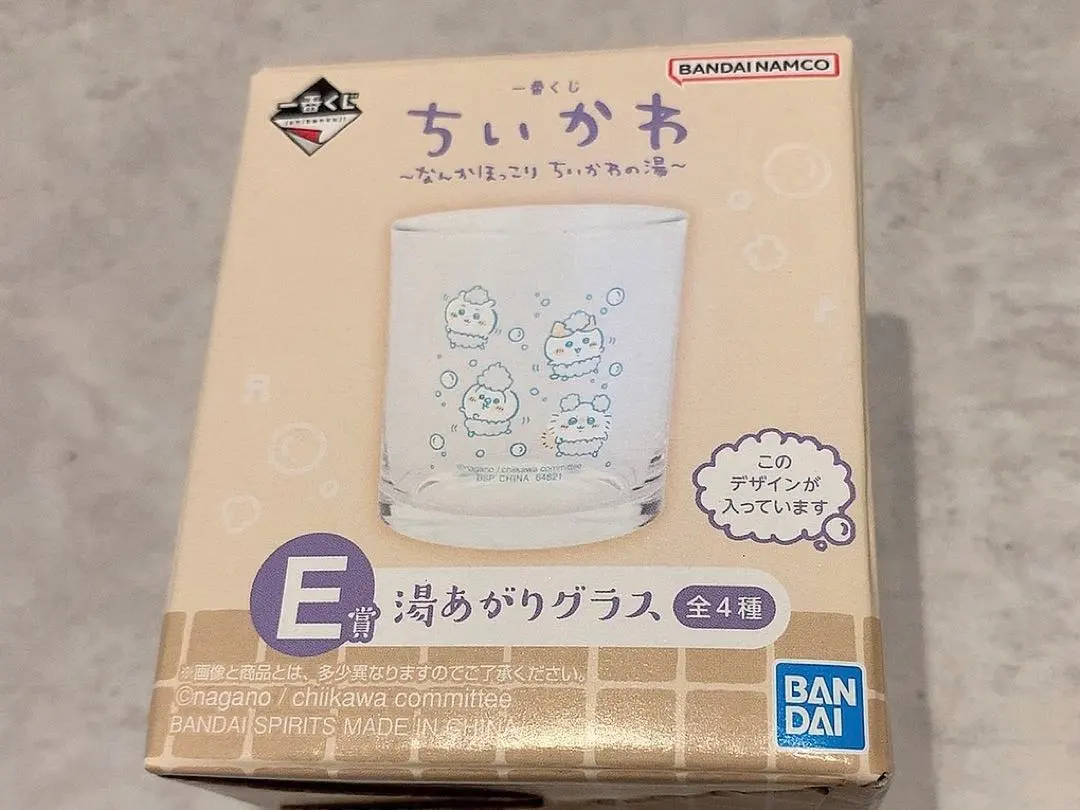 一番くじ
ichibankuji
BANDAI NAMCO
一番くじ
ちいかわ
～なんかほっこり ちいかわの湯～
©nagano / chiikawa committee
BSP CHINA 64821
この
デザインが
入っています
E賞 湯あがりグラス 全4種
※画像と商品とは、多少異なりますのでご了承ください。
©nagano / chiikawa committee
BANDAI SPIRITS MADE IN CHINA
BAN
DAI